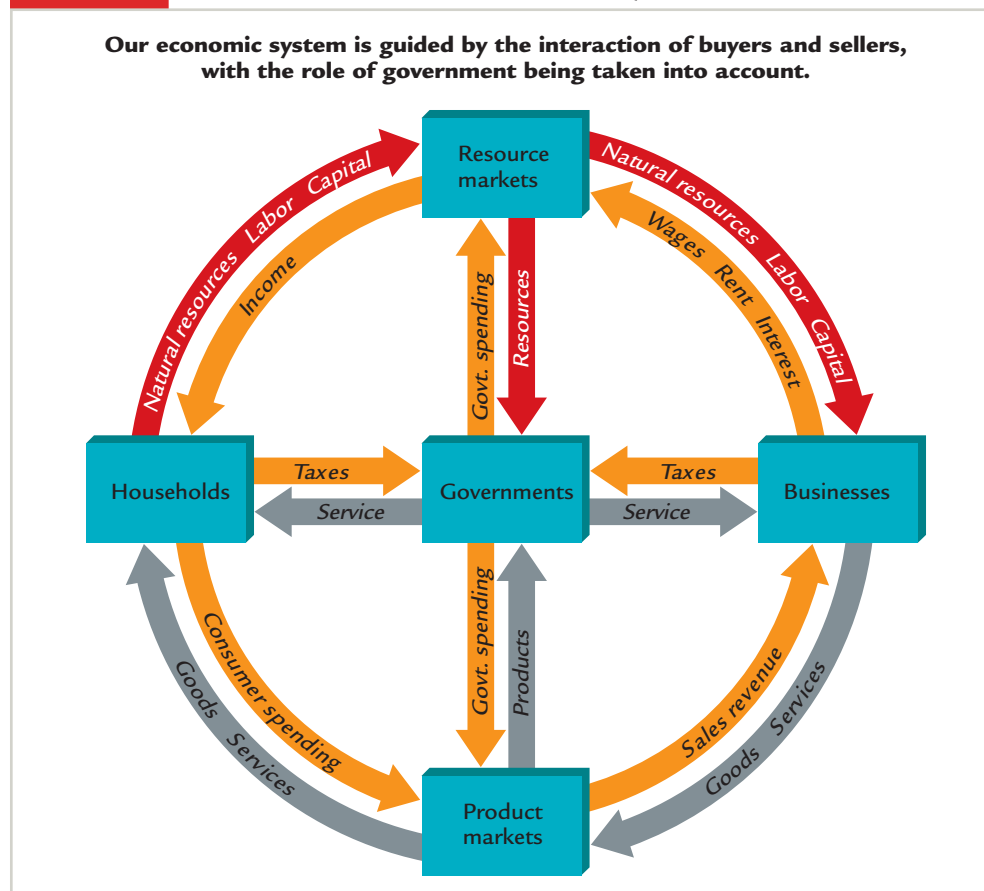 Our economic system is guided by the interaction of buyers and sellers,
with the role of government being taken into account.
Resource
markets
Natural resources Labor Capital
Income
Natural resources Labor Capital
Wages Rent Interest
Govt. spending
Resources
Households
Taxes
Service
Governments
Taxes
Service
Businesses
Consumer spending
Goods Services
Govt. spending
Products
Sales revenue
Goods Services
Product
markets